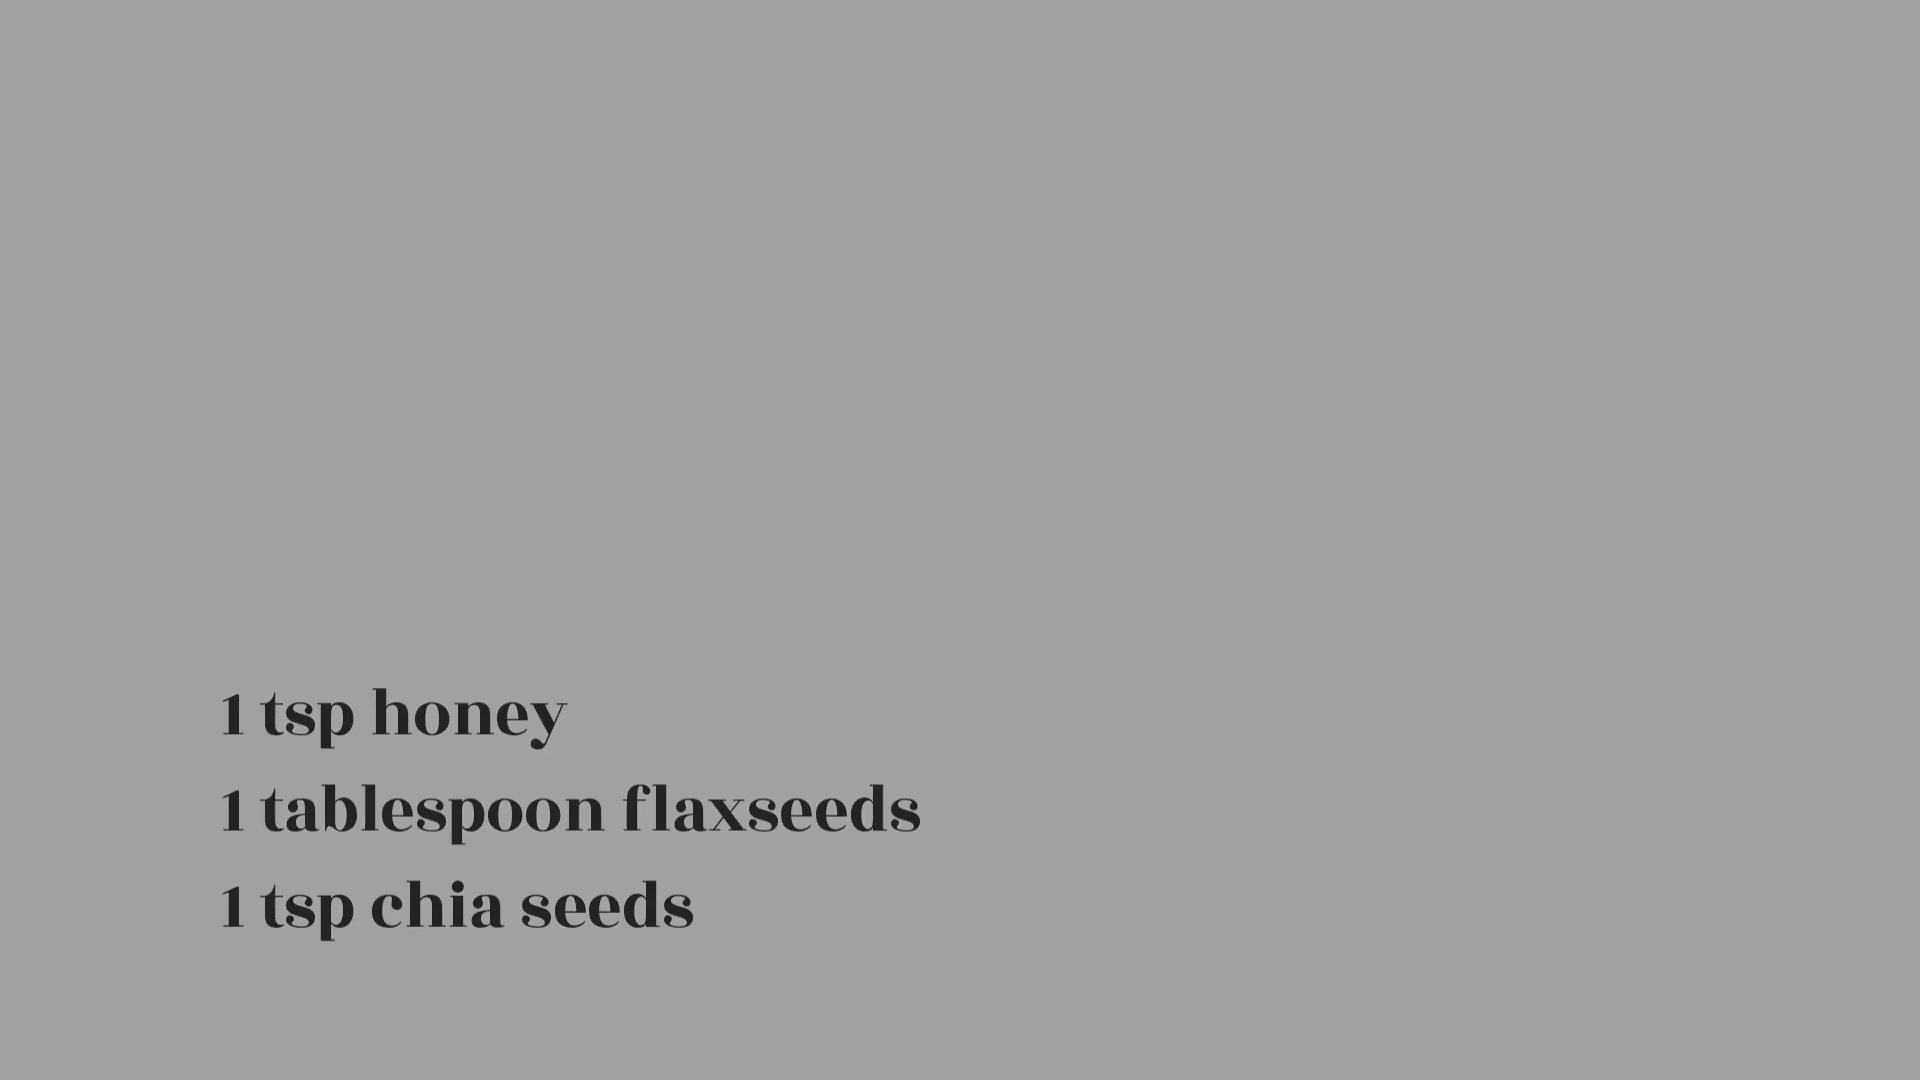 1 tsp honey
1 tablespoon flaxseeds
1 tsp chia seeds